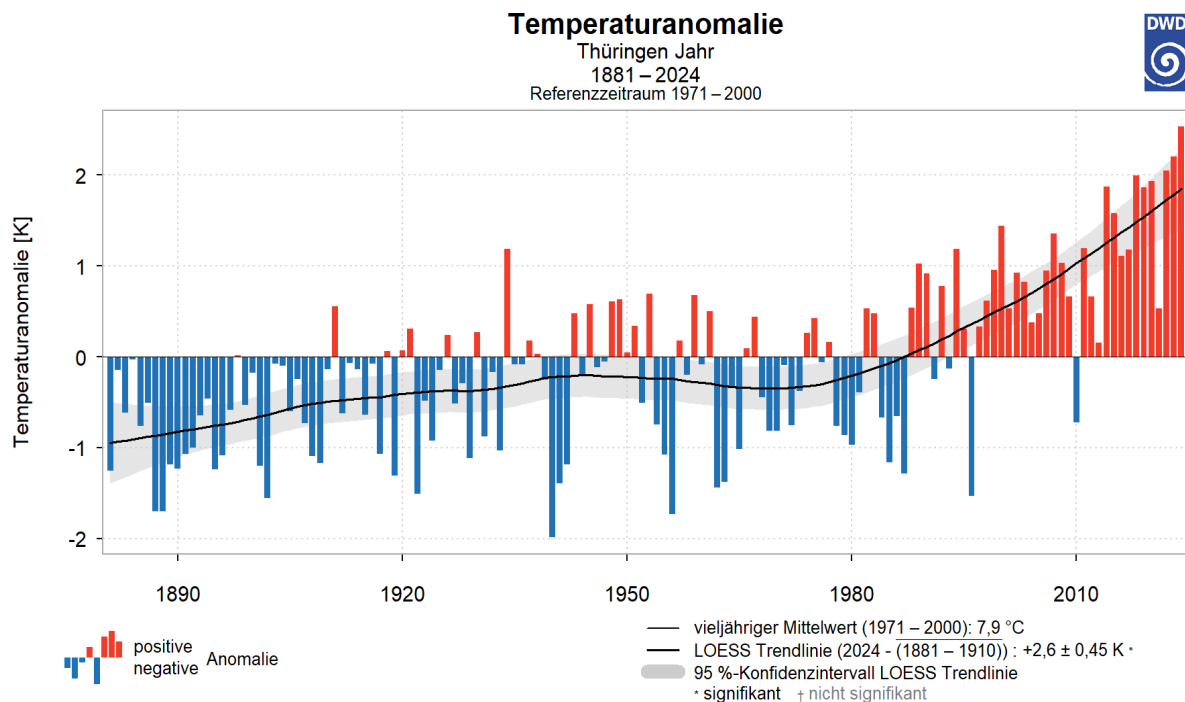 Temperaturanomalie
Thüringen Jahr
1881 – 2024
Referenzzeitraum 1971 – 2000
DWD
Temperaturanomalie [K]
2
1
0
-1
-2
1890
1920
1950
1980
2010
positive
negative
Anomalie
vieljähriger Mittelwert (1971 – 2000): 7,9 °C
LOESS Trendlinie (2024 - (1881 – 1910)) : +2,6 ± 0,45 K *
95 %-Konfidenzintervall LOESS Trendlinie
* signifikant † nicht signifikant